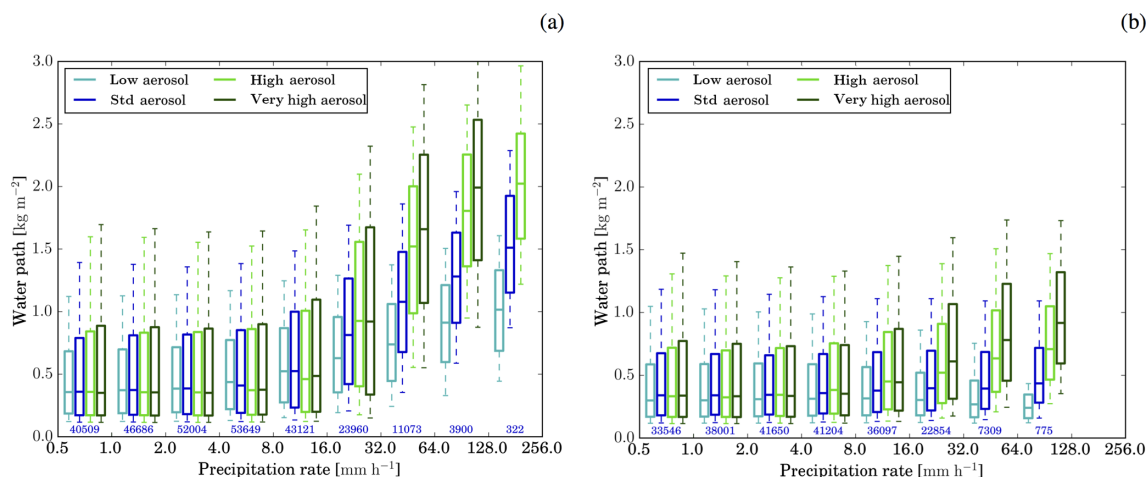 (a)
3.0
2.5
2.0
1.5
1.0
0.5
0.0
Water path [kg m−2]
Low aerosol
Std aerosol
High aerosol
Very high aerosol
40509 46686 52004 53649 43121 23960 11073 3900 322
0.5 1.0 2.0 4.0 8.0 16.0 32.0 64.0 128.0 256.0
Precipitation rate [mm h−1]
(b)
3.0
2.5
2.0
1.5
1.0
0.5
0.0
Water path [kg m−2]
Low aerosol
Std aerosol
High aerosol
Very high aerosol
33546 38001 41650 41204 36097 22854 7309 775
0.5 1.0 2.0 4.0 8.0 16.0 32.0 64.0 128.0 256.0
Precipitation rate [mm h−1]